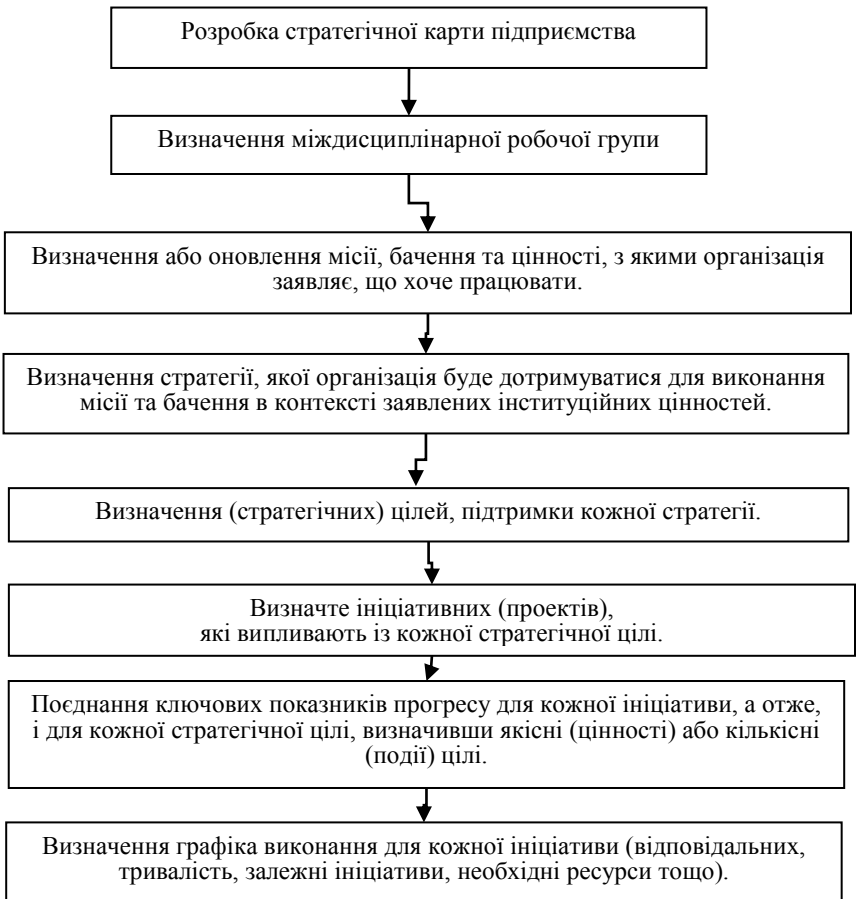 Розробка стратегічної карти підприємства
Визначення міждисциплінарної робочої групи
Визначення або оновлення місії, бачення та цінності, з якими організація
заявляє, що хоче працювати.
Визначення стратегії, якої організація буде дотримуватися для виконання
місії та бачення в контексті заявлених інституційних цінностей.
Визначення (стратегічних) цілей, підтримки кожної стратегії.
Визначте ініціативних (проектів),
які випливають із кожної стратегічної цілі.
Поєднання ключових показників прогресу для кожної ініціативи, а отже,
і для кожної стратегічної цілі, визначивши якісні (цінності) або кількісні
(події) цілі.
Визначення графіка виконання для кожної ініціативи (відповідальних,
тривалість, залежні ініціативи, необхідні ресурси тощо).